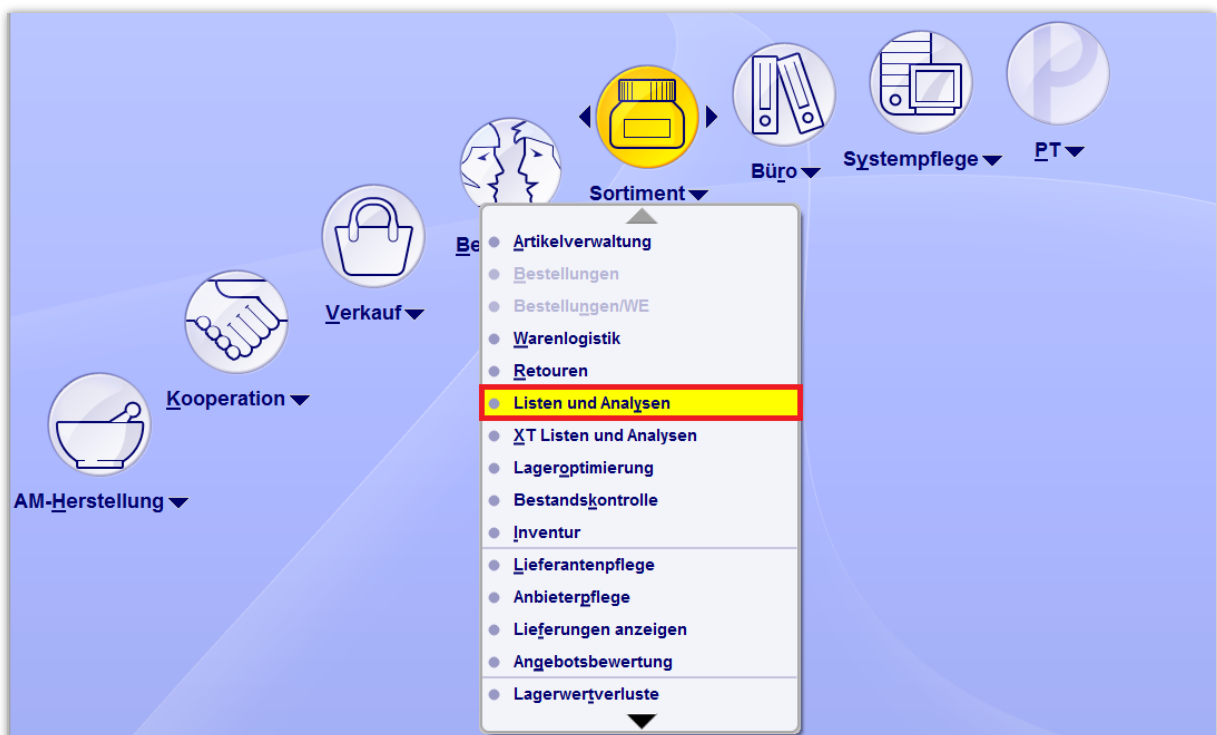 PT
Systempflege
Büro
Sortiment
Be
Verkauf
Kooperation
AM-Herstellung
Artikelverwaltung
Bestellungen
Bestellungen/WE
Warenlogistik
Retouren
Listen und Analysen
XT Listen und Analysen
Lageroptimierung
Bestandskontrolle
Inventur
Lieferantenpflege
Anbieterpflege
Lieferungen anzeigen
Angebotsbewertung
Lagerwertverluste